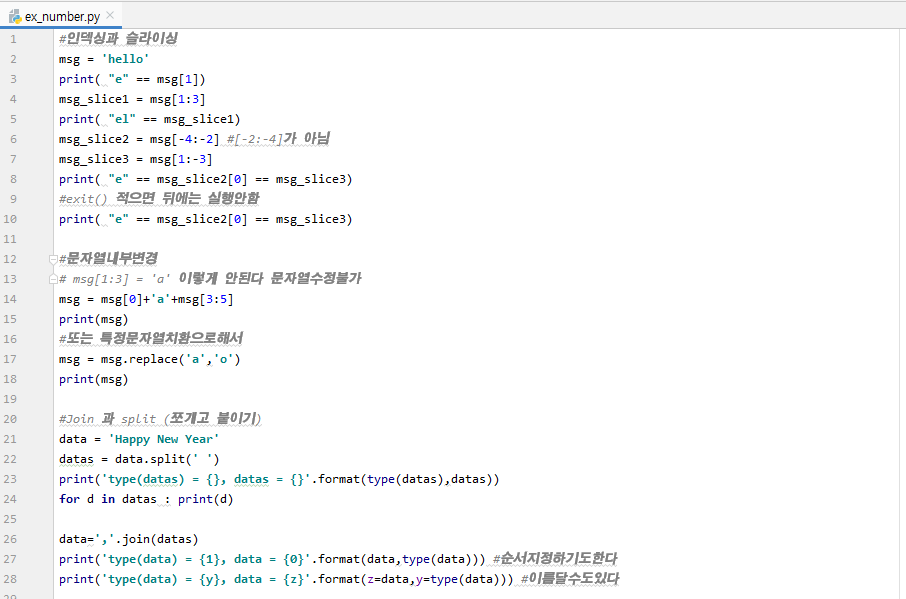 ex_number.py
1 #인덱싱과 슬라이싱
2 msg = 'hello'
3 print( "e" == msg[1])
4 msg_slice1 = msg[1:3]
5 print( "el" == msg_slice1)
6 msg_slice2 = msg[-4:-2] #[-2:-4]가 아님
7 msg_slice3 = msg[1:-3]
8 print( "e" == msg_slice2[0] == msg_slice3)
9 #exit() 적으면 뒤에는 실행안함
10 print( "e" == msg_slice2[0] == msg_slice3)
11
12 #문자열내부변경
13 # msg[1:3] = 'a' 이렇게 안된다 문자열수정불가
14 msg = msg[0]+'a'+msg[3:5]
15 print(msg)
16 #또는 특정문자열치환으로해서
17 msg = msg.replace('a','o')
18 print(msg)
19
20 #Join 과 split (쪼개고 붙이기)
21 data = 'Happy New Year'
22 datas = data.split(' ')
23 print('type(datas) = {}, datas = {}'.format(type(datas),datas))
24 for d in datas : print(d)
25
26 data=','.join(datas)
27 print('type(data) = {1}, data = {0}'.format(data,type(data))) #순서지정하기도한다
28 print('type(data) = {y}, data = {z}'.format(z=data,y=type(data))) #이름달수도있다
29